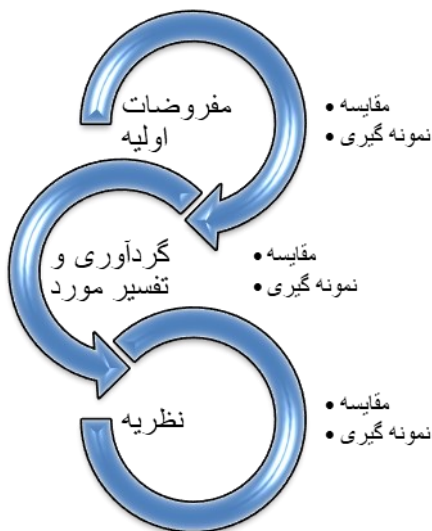 مفروضات
اولیه
• مقایسه
• نمونه گیری
گردآوری و
تفسیر مورد
• مقایسه
• نمونه گیری
نظریه
• مقایسه
• نمونه گیری